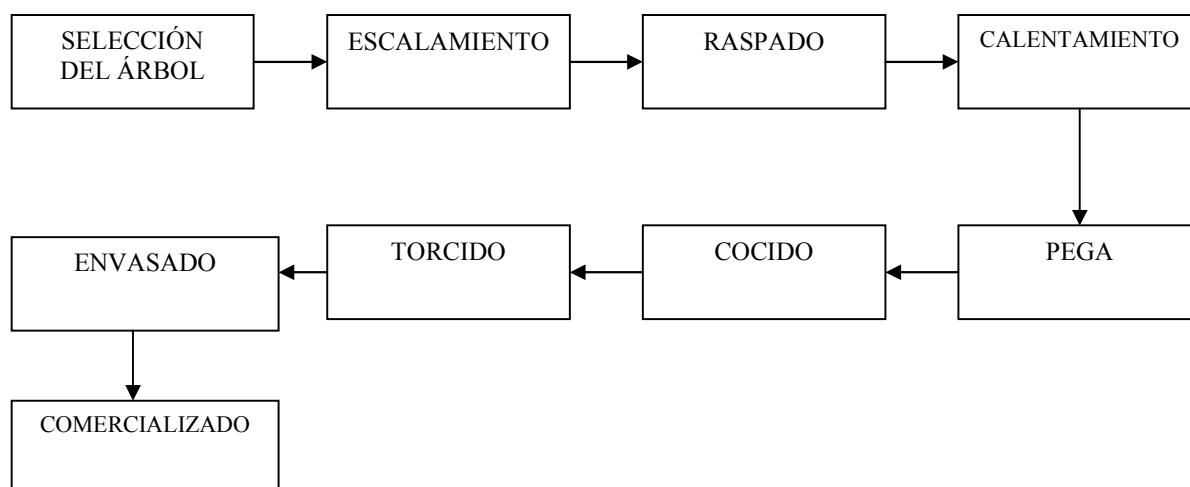 SELECCIÓN
DEL ÁRBOL
ESCALAMIENTO
RASPADO
CALENTAMIENTO
PEGA
COCIDO
TORCIDO
ENVASADO
COMERCIALIZADO